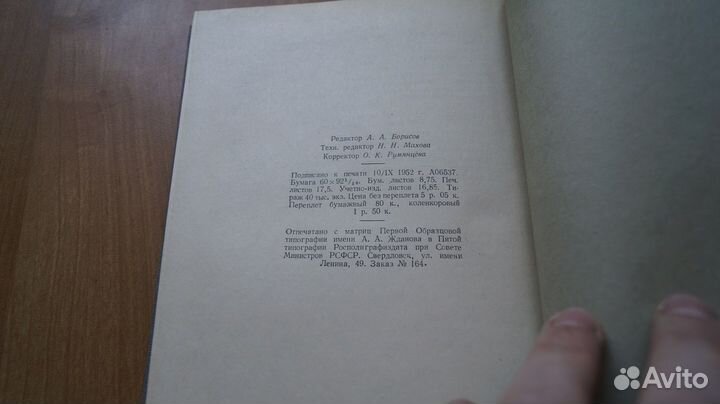 Редактор А. А. Борисов
Техн. редактор Н. Н. Махова
Корректор О. К. Румянцева
Подписано к печати 10/IX 1952 г. А06537.
Бумага 60×92¹/₁₆. Бум. листов 8,75. Печ.
листов 17,5. Учетно-изд. листов 16,85. Ти-
раж 40 тыс. экз. Цена без переплета 5 р. 05 к.
Переплет бумажный 80 к., коленкоровый
1 р. 50 к.
Отпечатано с матриц Первой Образцовой
типографии имени А. А. Жданова в Пятой
типографии Росполиграфиздата при Совете
Министров РСФСР. Свердловск, ул. имени
Ленина, 49. Заказ № 164.
Avito